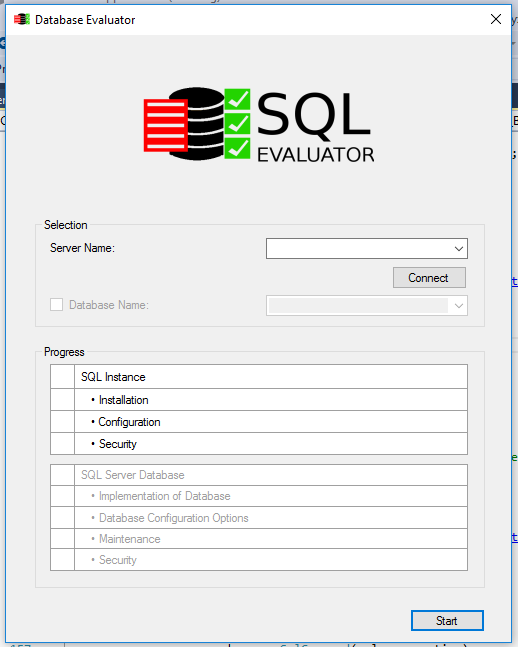 Database Evaluator
SQL
EVALUATOR
Selection
Server Name:
Connect
Database Name:
Progress
SQL Instance
• Installation
• Configuration
• Security
SQL Server Database
• Implementation of Database
• Database Configuration Options
• Maintenance
• Security
Start